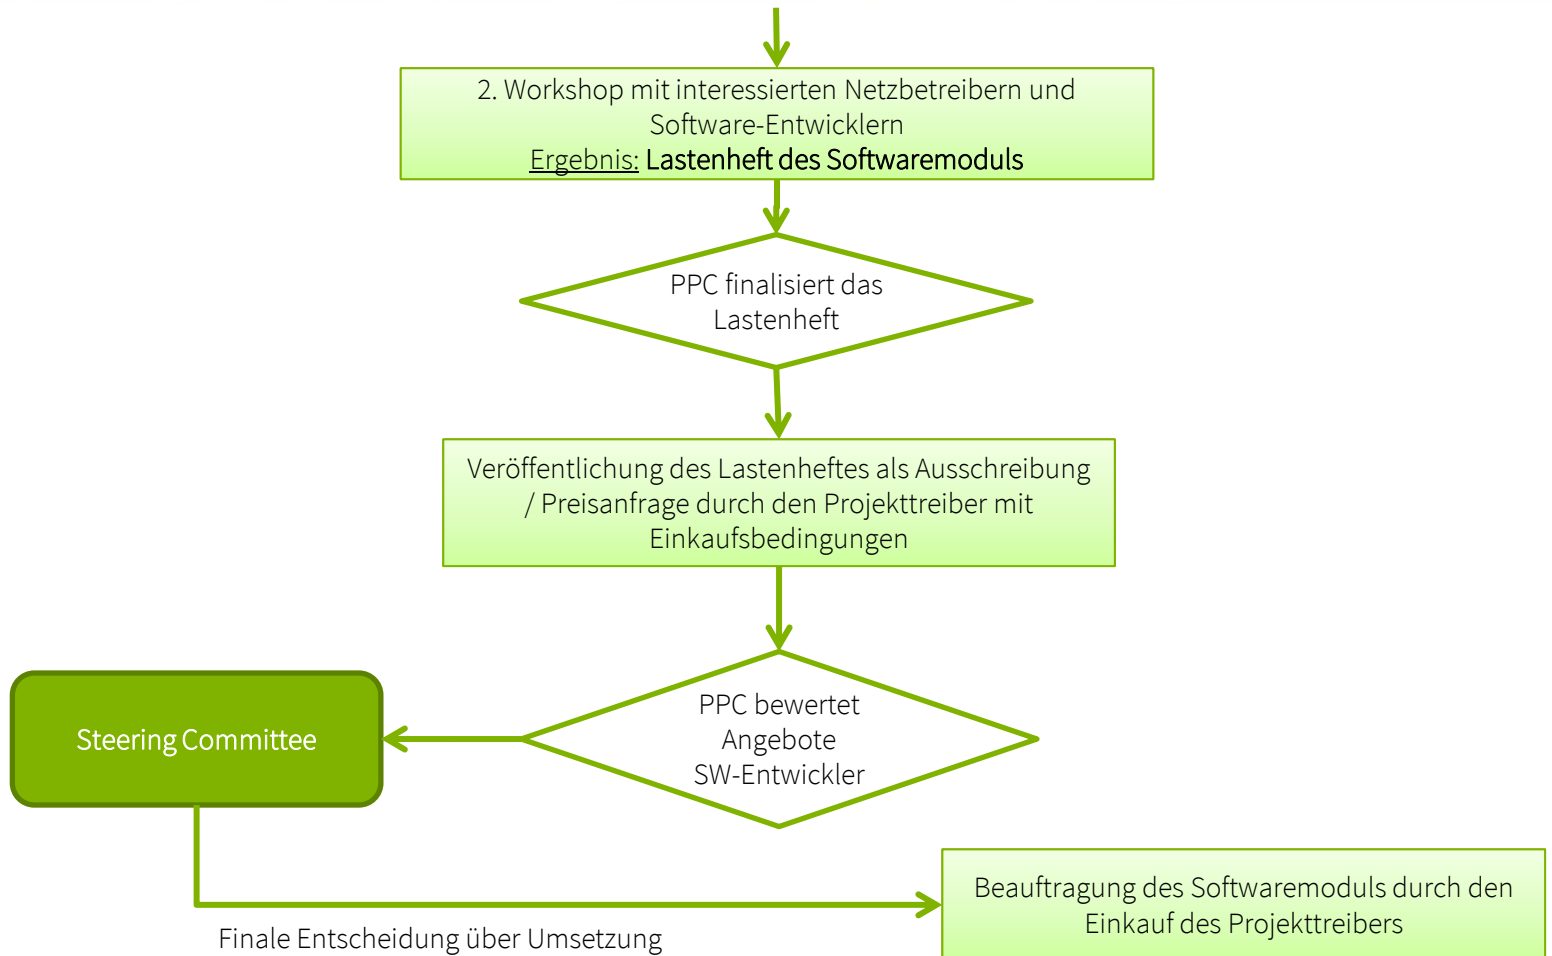 2. Workshop mit interessierten Netzbetreibern und
Software-Entwicklern
Ergebnis: Lastenheft des Softwaremoduls
PPC finalisiert das
Lastenheft
Veröffentlichung des Lastenheftes als Ausschreibung
/ Preisanfrage durch den Projekttreiber mit
Einkaufsbedingungen
PPC bewertet
Angebote
SW-Entwickler
Steering Committee
Finale Entscheidung über Umsetzung
Beauftragung des Softwaremoduls durch den
Einkauf des Projekttreibers